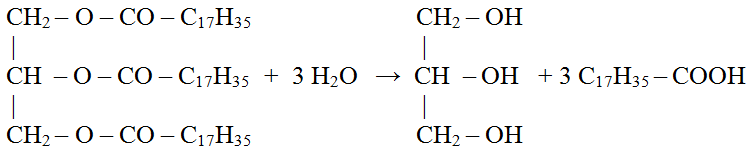 CH₂ – O – CO – C₁₇H₃₅ CH₂ – OH
| |
CH – O – CO – C₁₇H₃₅ + 3 H₂O → CH – OH + 3 C₁₇H₃₅ – COOH
| |
CH₂ – O – CO – C₁₇H₃₅ CH₂ – OH